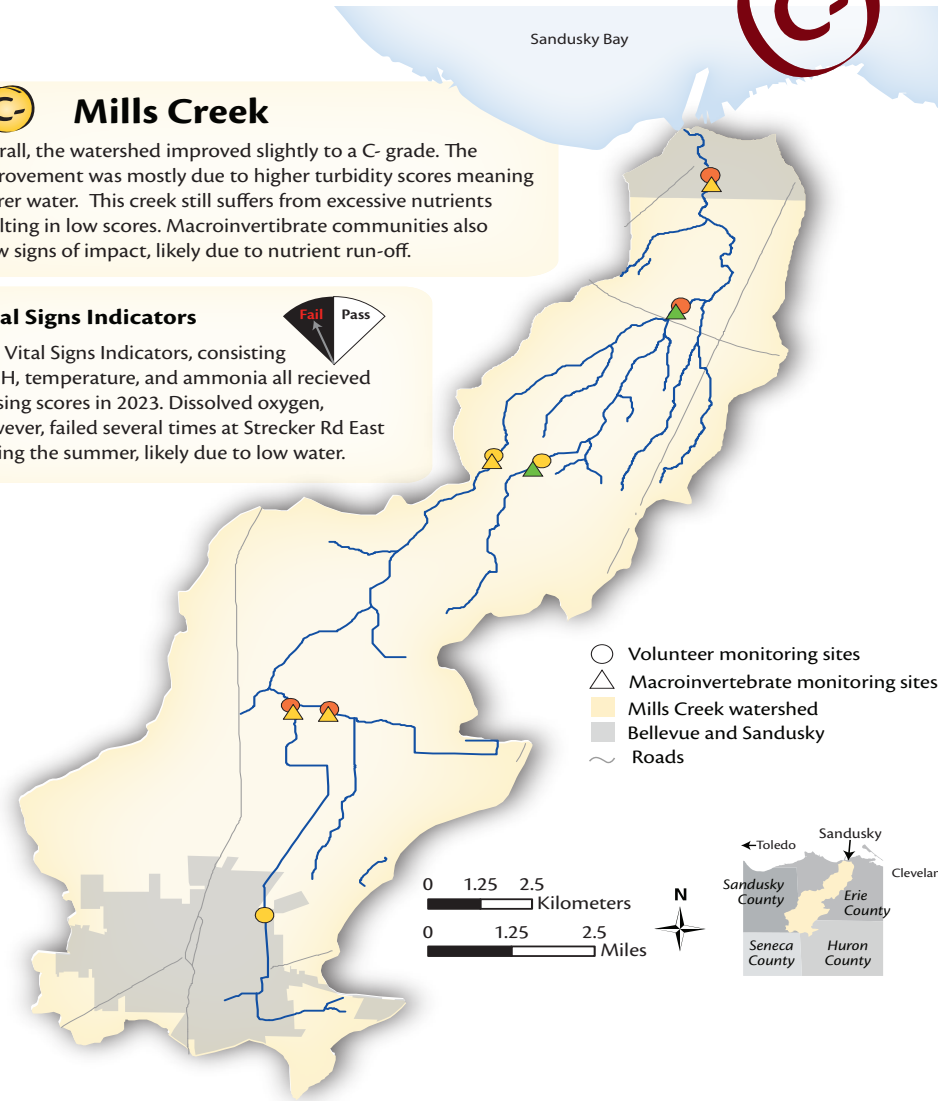 Sandusky Bay
C-
C-
Mills Creek
rall, the watershed improved slightly to a C- grade. The
rovement was mostly due to higher turbidity scores meaning
rer water. This creek still suffers from excessive nutrients
lting in low scores. Macroinvertibrate communities also
w signs of impact, likely due to nutrient run-off.
al Signs Indicators
Fail
Pass
Vital Signs Indicators, consisting
H, temperature, and ammonia all recieved
sing scores in 2023. Dissolved oxygen,
vever, failed several times at Strecker Rd East
ing the summer, likely due to low water.
Volunteer monitoring sites
Macroinvertebrate monitoring sites
Mills Creek watershed
Bellevue and Sandusky
Roads
0 1.25 2.5
Kilometers
0 1.25 2.5
Miles
N
Sandusky
Toledo
Clevelan
Sandusky
County
Erie
County
Seneca
County
Huron
County